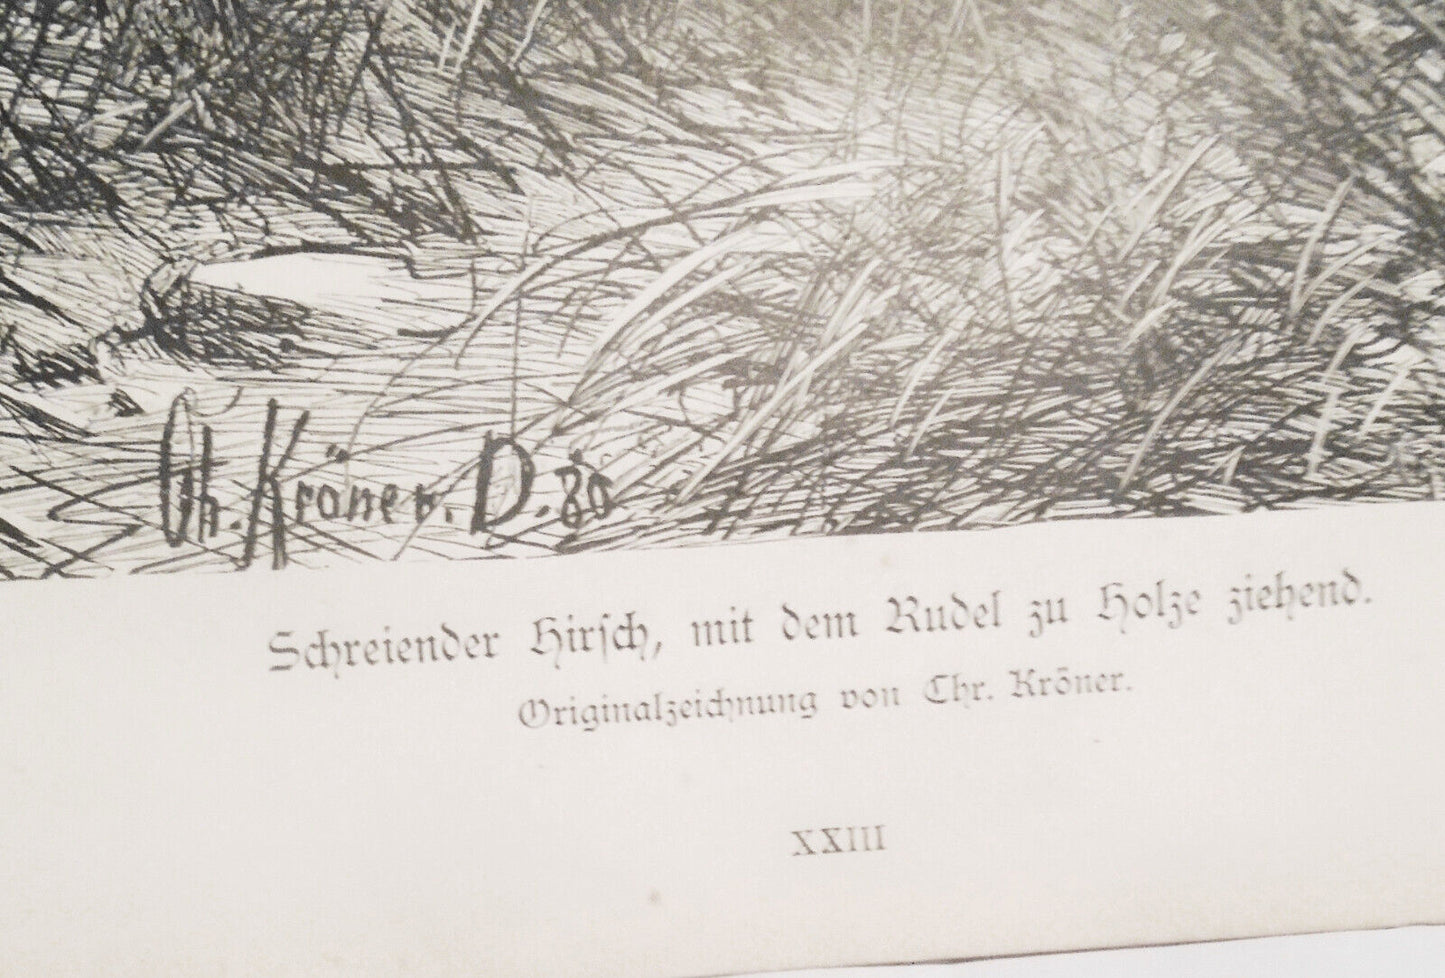 Ch. Kröner. D. 80
Schreiender Hirſch, mit dem Rudel zu Holze ziehend.
Originalzeichnung von Chr. Kröner.
XXIII